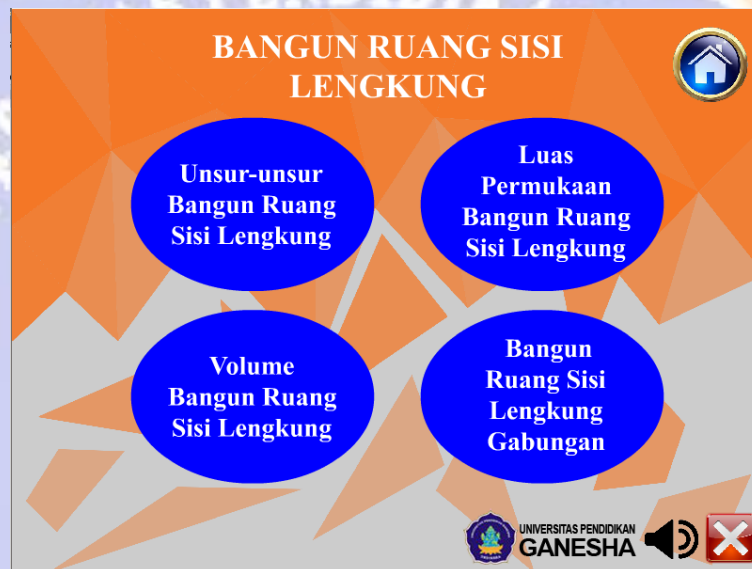 BANGUN RUANG SISI
LENGKUNG
Unsur-unsur
Bangun Ruang
Sisi Lengkung
Luas
Permukaan
Bangun Ruang
Sisi Lengkung
Volume
Bangun Ruang
Sisi Lengkung
Bangun
Ruang Sisi
Lengkung
Gabungan
UNIVERSITAS PENDIDIKAN
GANESHA